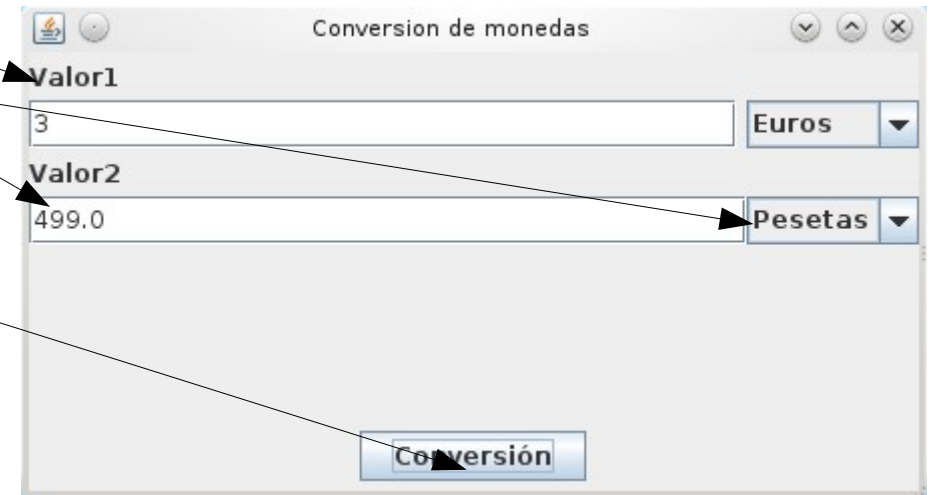 Conversion de monedas
Valor1
3 Euros
Valor2
499.0 Pesetas
Conversión